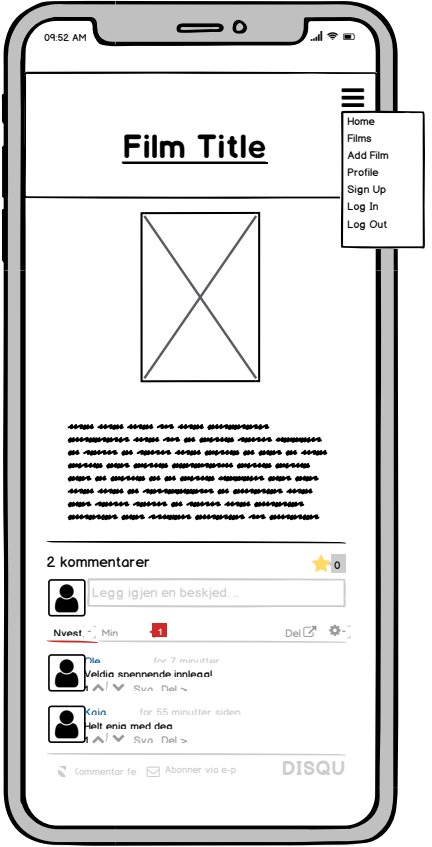 09:52 AM
Home
Films
Add Film
Profile
Sign Up
Log In
Log Out
Film Title
2 kommentarer
0
Legg igjen en beskjed. ..
Nyest
Min
1
Del
Ole
for 7 minutter
Veldig spennende innlegg!
Sva
Del >
Kaja
for 55 minutter siden
Helt enig med deg.
Sva
Del >
Kommentar fe
Abonner via e-p
DISQU